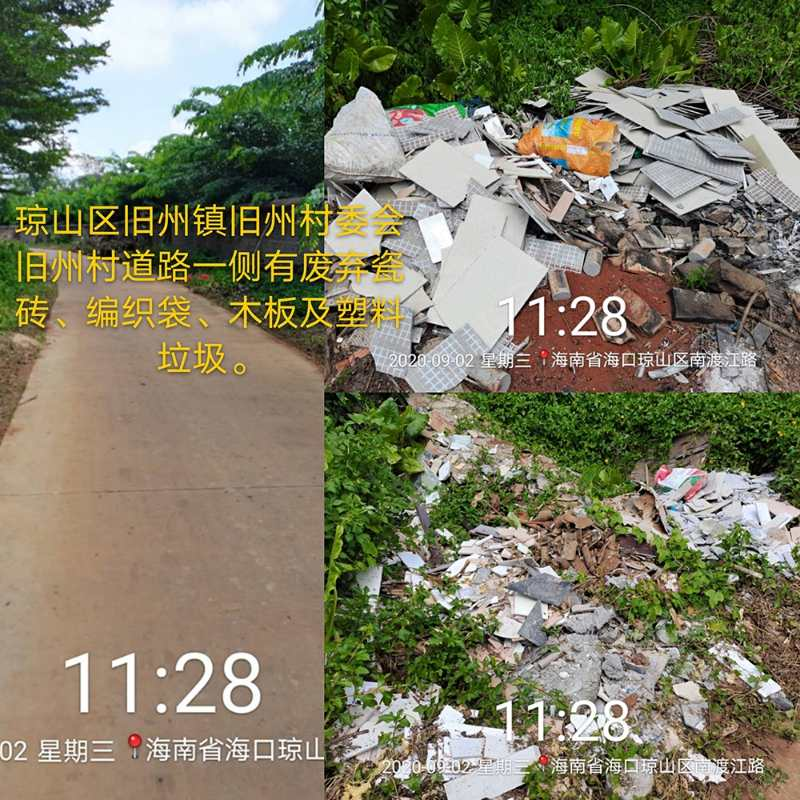 琼山区旧州镇旧州村委会
旧州村道路一侧有废弃瓷
砖、编织袋、木板及塑料
垃圾。
11:28
02 星期三 海南省海口琼山
11:28
2020-09-02 星期三 海南省海口琼山区南渡江路
11:28
2020-09-02 星期三 海南省海口琼山区南渡江路